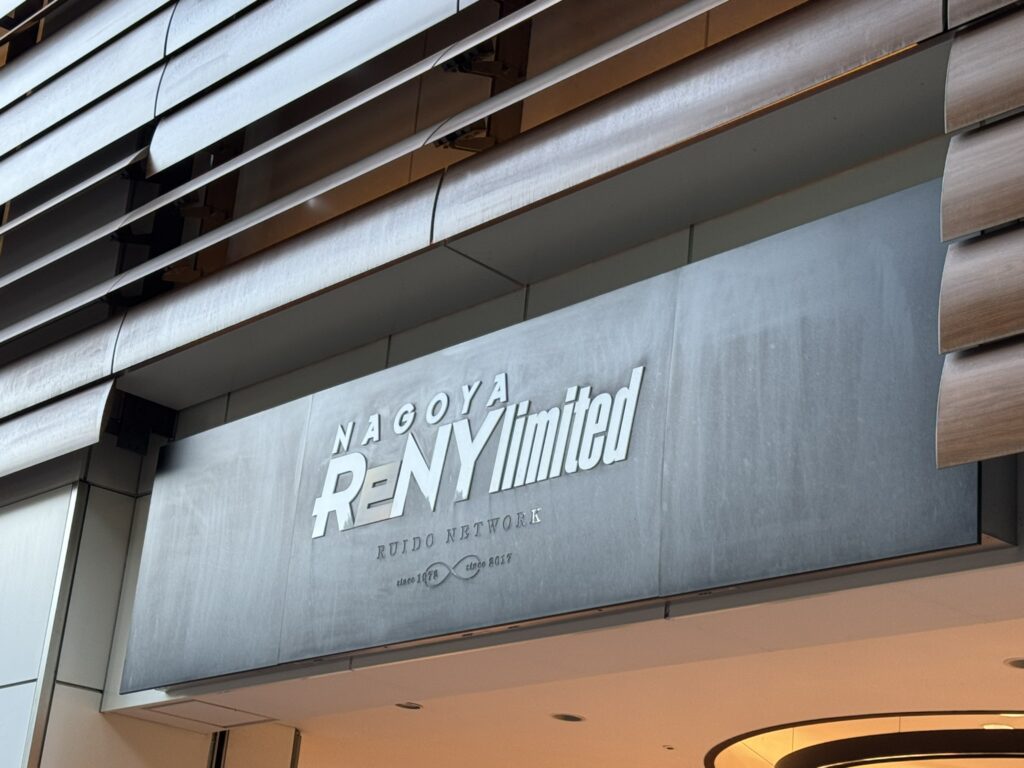 NAGOYA
ReNY limited
RUIDO NETWORK
since 1978 since 2017